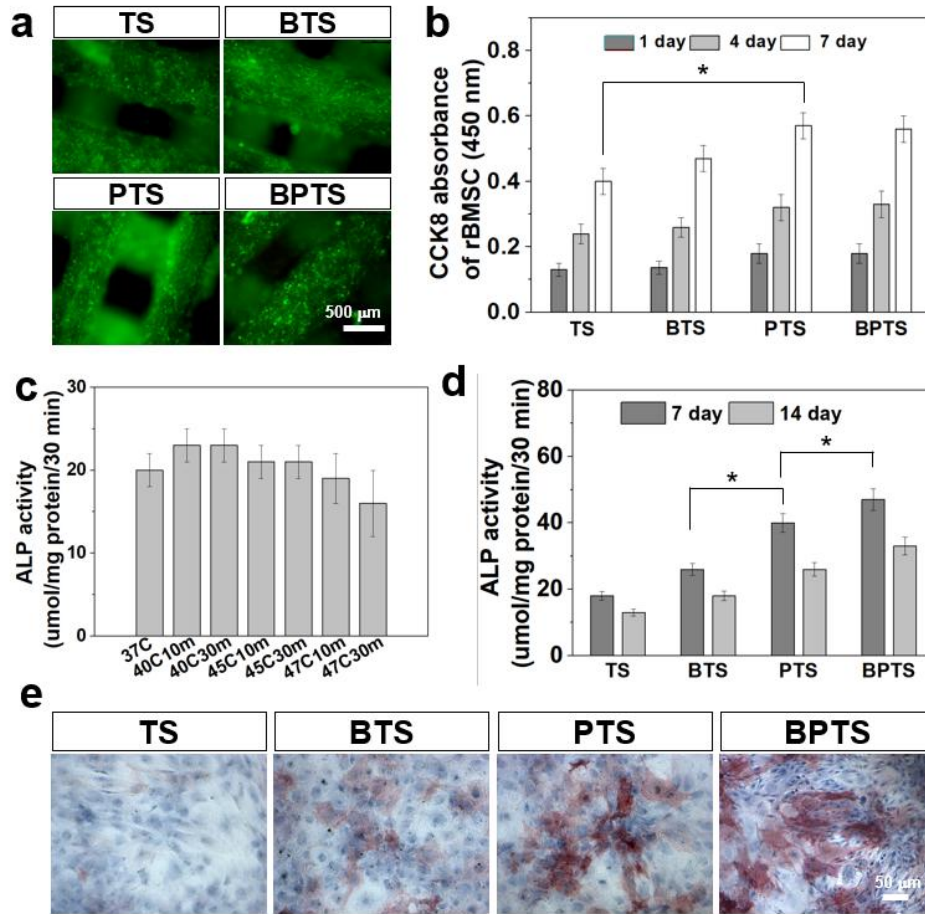 a
TS BTS
PTS BPTS
500 μm
b
CCK8 absorbance
of rBMSC (450 nm)
0.8
0.6
0.4
0.2
0.0
1 day 4 day 7 day
*
TS BTS PTS BPTS
c
ALP activity
(umol/mg protein/30 min)
30
20
10
0
37C 40C10m 40C30m 45C10m 45C30m 47C10m 47C30m
d
ALP activity
(umol/mg protein/30 min)
80
60
40
20
0
7 day 14 day
* *
TS BTS PTS BPTS
e
TS BTS PTS BPTS
50 μm